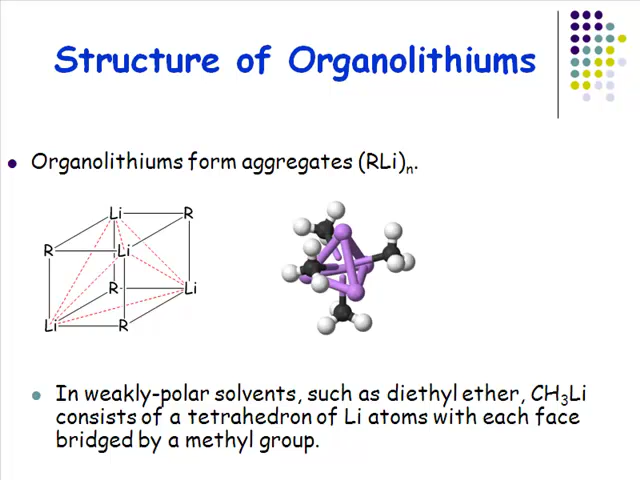 Structure of Organolithiums
Organolithiums form aggregates (RLi)n.
Li R
R Li
R Li
Li R
In weakly-polar solvents, such as diethyl ether, CH3Li
consists of a tetrahedron of Li atoms with each face
bridged by a methyl group.